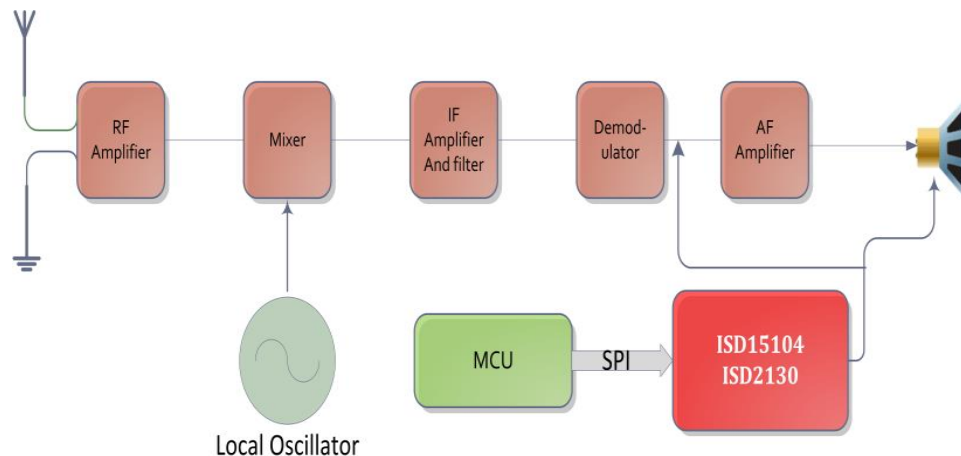 RF
Amplifier
Mixer
IF
Amplifier
And filter
Demod-
ulator
AF
Amplifier
MCU
SPI
ISD15104
ISD2130
Local Oscillator